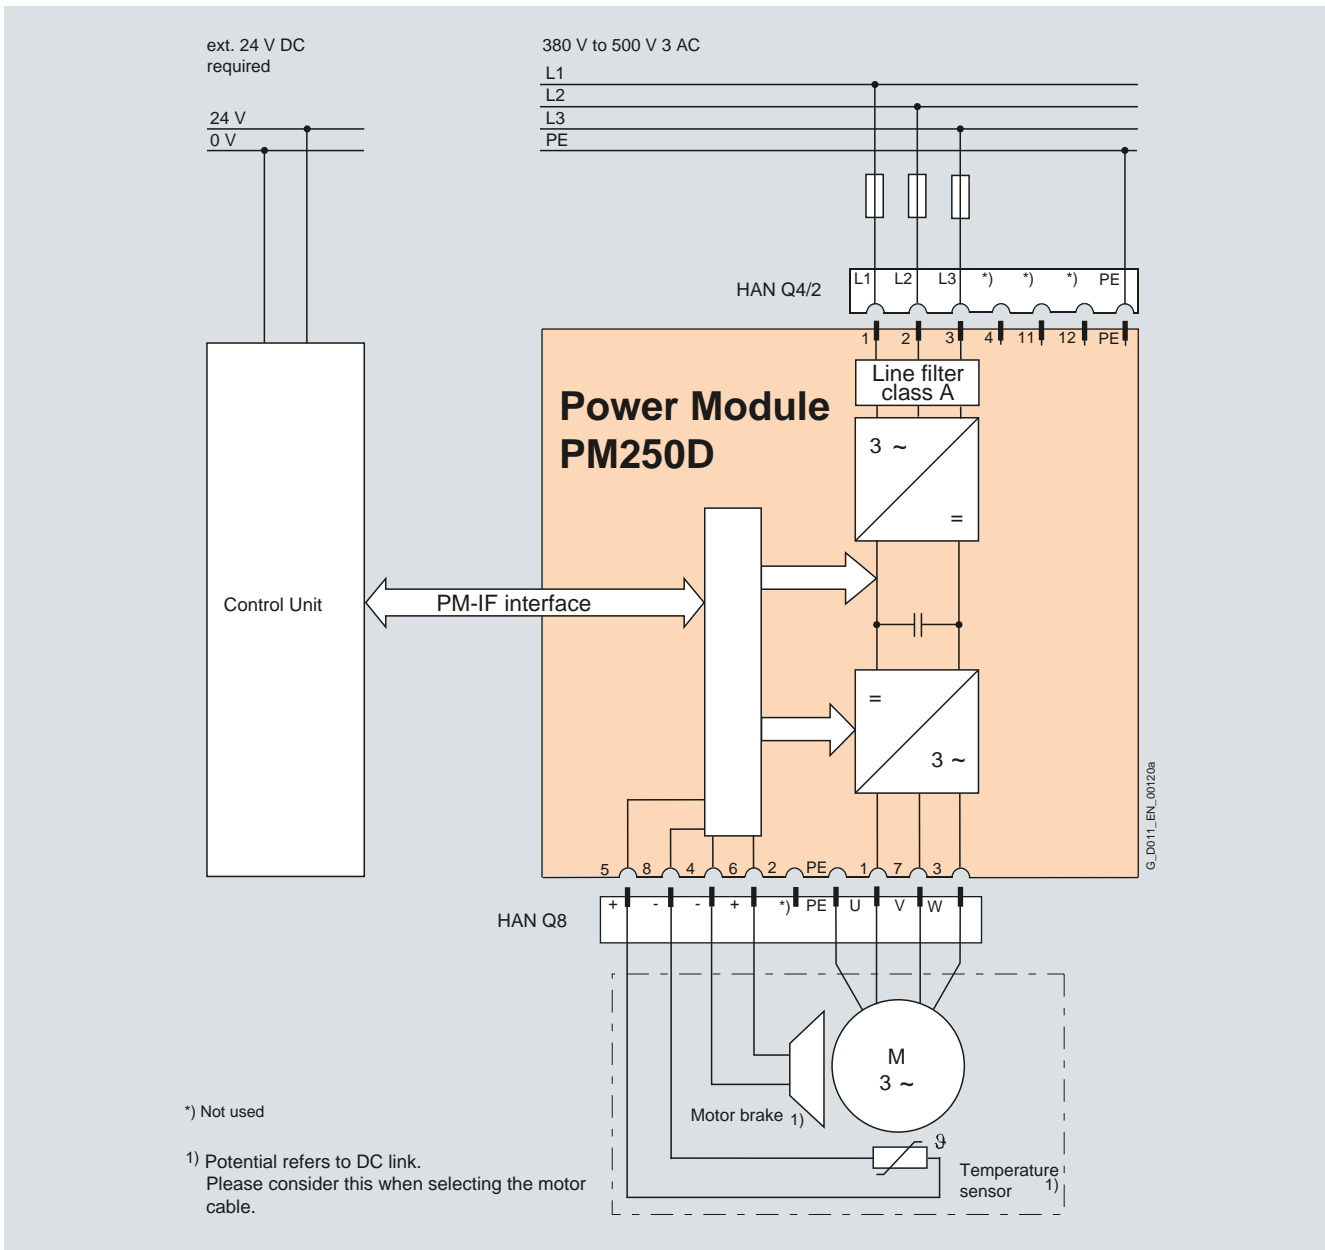 ext. 24 V DC
required
380 V to 500 V 3 AC
L1
L2
L3
PE
24 V
0 V
HAN Q4/2
L1 L2 L3 *) *) *) PE
1 2 3 4 11 12 PE
Line filter
class A
Power Module
PM250D
3 ~
=
Control Unit
PM-IF interface
=
3 ~
G_D011_EN_00120a
5 8 4 6 2 PE 1 7 3
HAN Q8
+ - - + *) PE U V W
M
3 ~
Motor brake 1)
ϑ
Temperature
sensor 1)
*) Not used
1) Potential refers to DC link.
Please consider this when selecting the motor
cable.